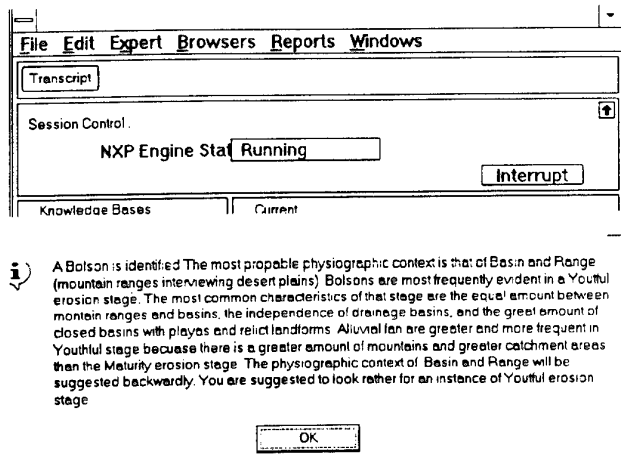 File Edit Expert Browsers Reports Windows
Transcript
Session Control.
NXP Engine Stat Running
Interrupt
Knowledge Bases Current
A Bolson is identified The most propable physiographic context is that of Basin and Range
(mountain ranges interviewing desert plains) Bolsons are most frequently evident in a Youtful
erosion stage. The most common characteristics of that stage are the equal amount between
montain ranges and basins, the independence of drainage basins, and the greet amount of
closed basins with playas and relict landforms Alluvial fan are greater and more frequent in
Youthful stage becuase there is a greater amount of mountains and greater catchment areas
than the Maturity erosion stage The physiographic context of Basin and Range will be
suggested backwardly. You are suggested to look rather for an instance of Youtful erosion
stage
OK